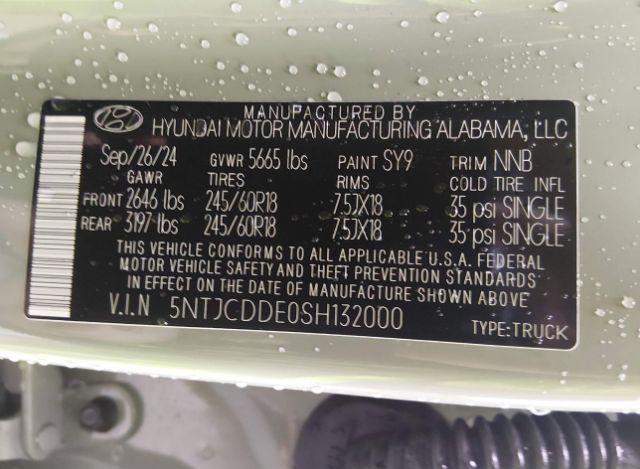 MANUFACTURED BY
HYUNDAI MOTOR MANUFACTURING ALABAMA, LLC
Sep/26/24 GVWR 5665 lbs PAINT SY9 TRIM NNB
GAWR TIRES RIMS COLD TIRE INFL
FRONT 2646 lbs 245/60R18 7.5JX18 35 psi SINGLE
REAR 3197 lbs 245/60R18 7.5JX18 35 psi SINGLE
THIS VEHICLE CONFORMS TO ALL APPLICABLE U.S.A. FEDERAL
MOTOR VEHICLE SAFETY AND THEFT PREVENTION STANDARDS
IN EFFECT ON THE DATE OF MANUFACTURE SHOWN ABOVE
V.I.N 5NTJCDDE0SH132000
TYPE:TRUCK